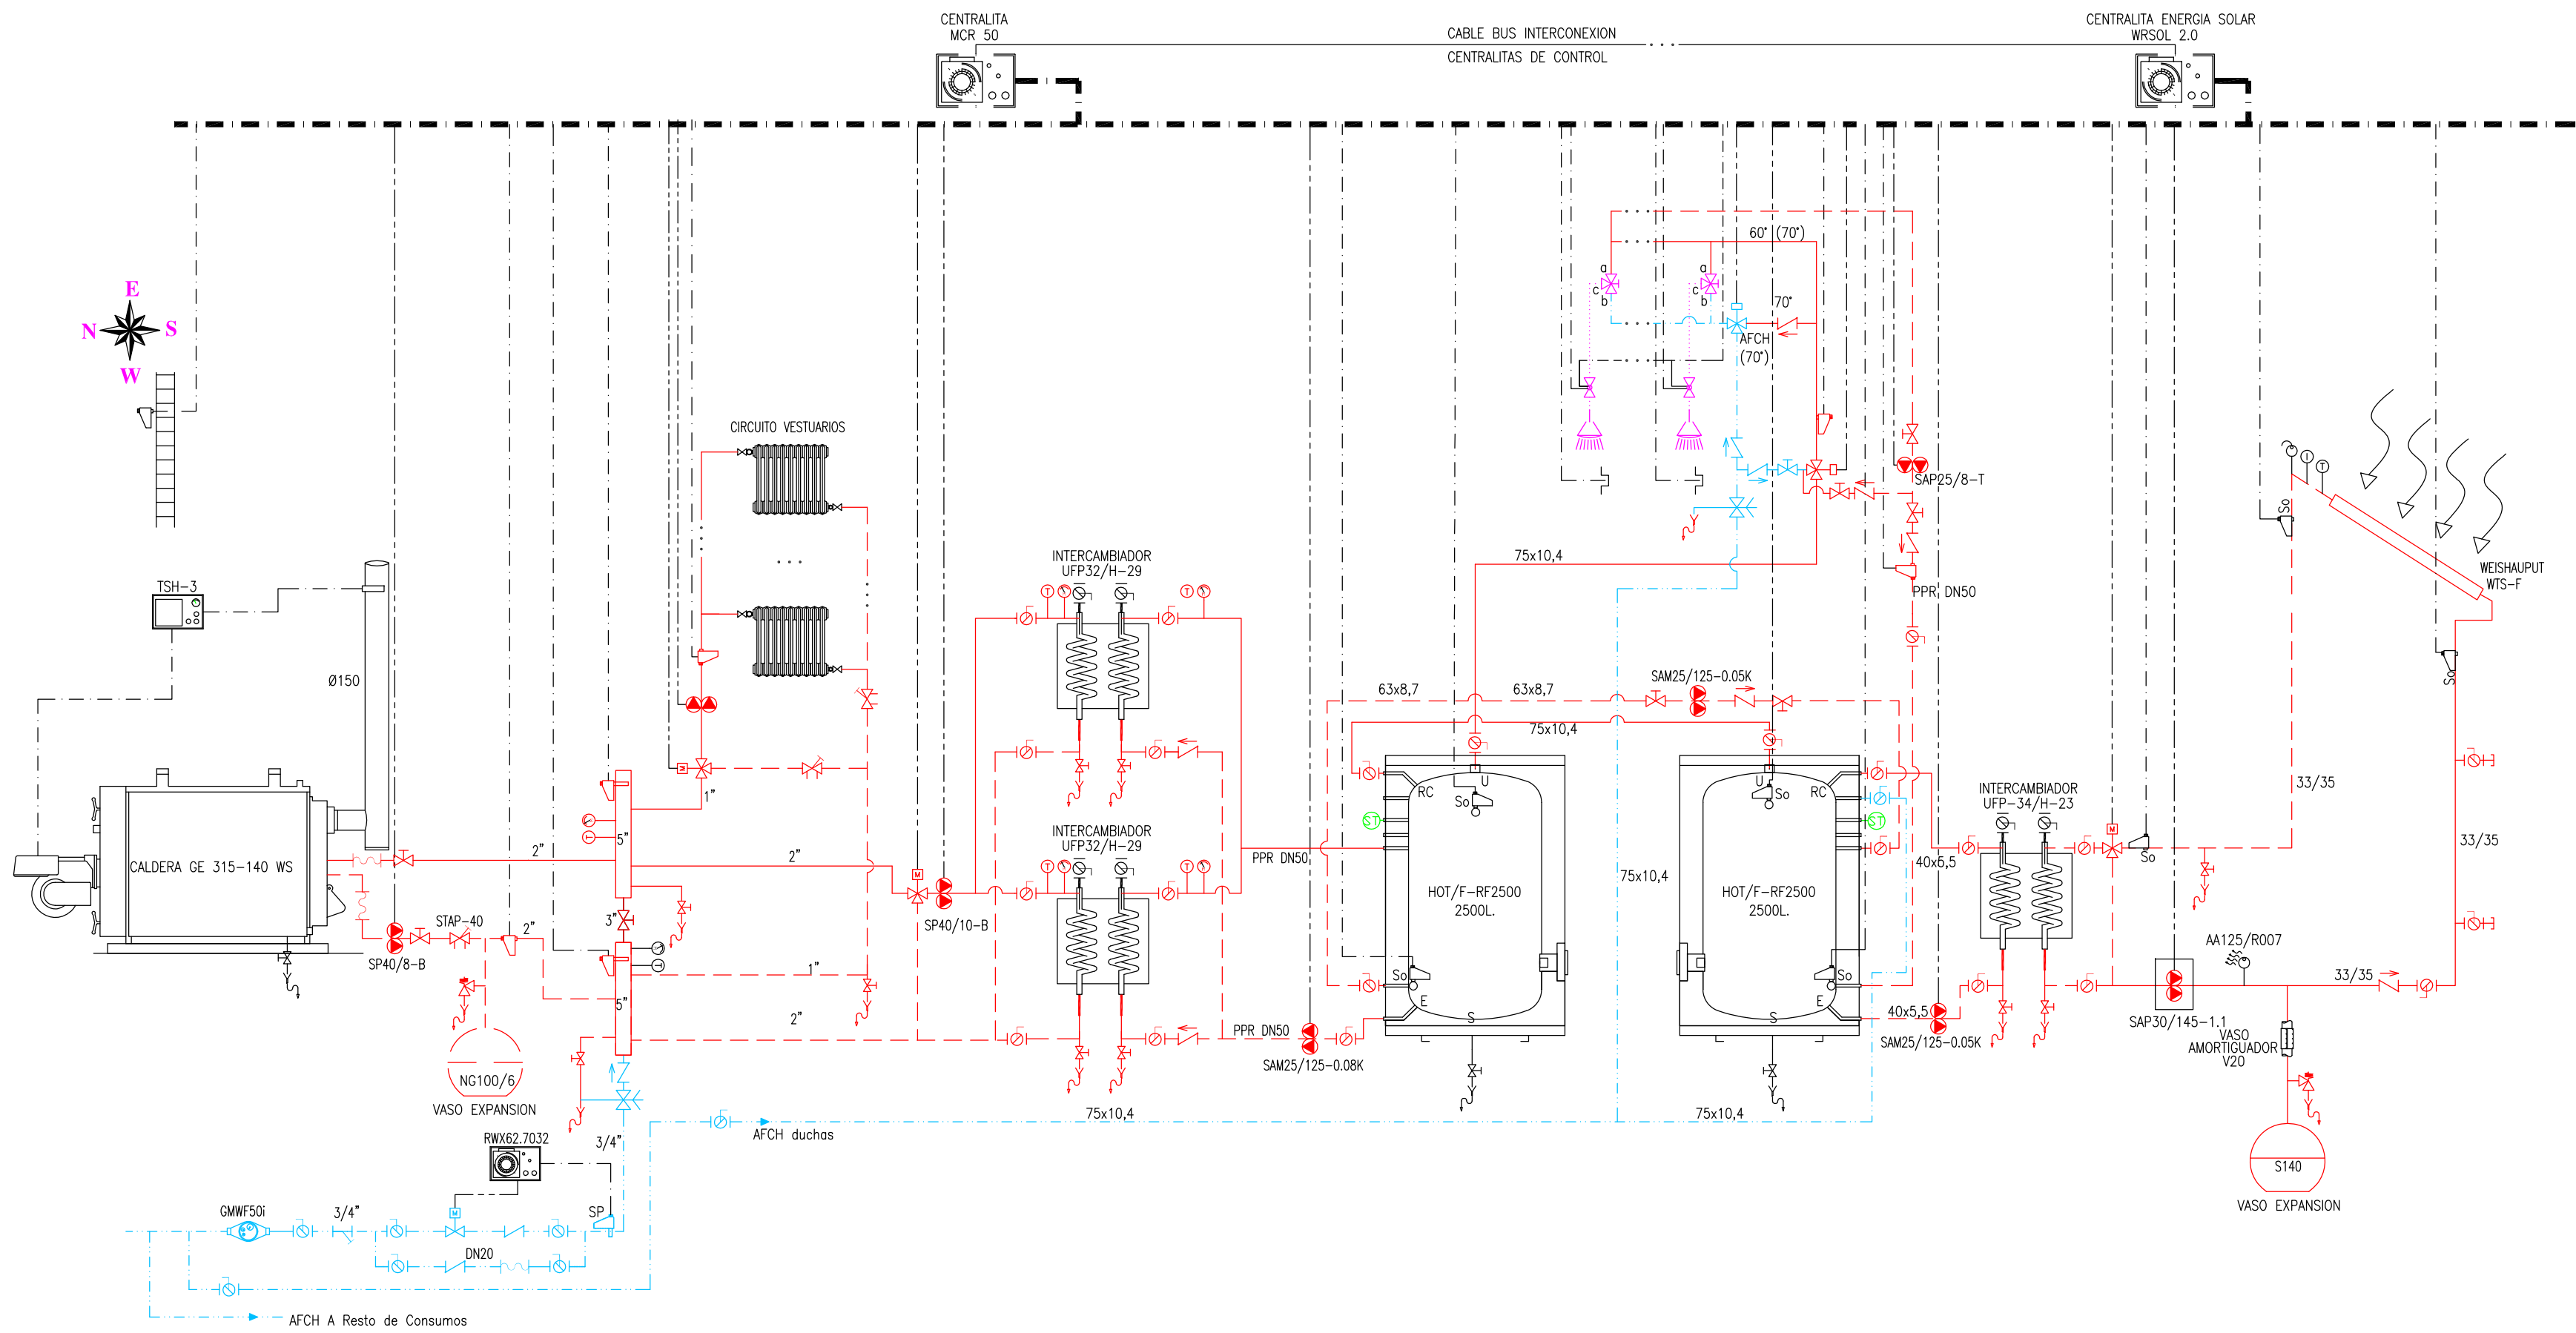 CENTRALITA
MCR 50
CABLE BUS INTERCONEXION
CENTRALITAS DE CONTROL
CENTRALITA ENERGIA SOLAR
WRSOL 2.0
60° (70°)
a
a
c
b
c
b
70°
AFCH
(70°)
E
N
S
W
CIRCUITO VESTUARIOS
SAP25/8-T
So
75x10,4
INTERCAMBIADOR
UFP32/H-29
T
T
I
T
WEISHAUPUT
WTS-F
PPR DN50
TSH-3
Ø150
SAM25/125-0.05K
63x8,7
63x8,7
75x10,4
So
M
1"
U
U
RC
So
So
RC
ST
ST
INTERCAMBIADOR
UFP-34/H-23
33/35
M
So
33/35
CALDERA GE 315-140 WS
2"
5"
T
2"
INTERCAMBIADOR
UFP32/H-29
T
T
PPR DN50
M
SP40/10-B
HOT/F-RF2500
2500L.
75x10,4
HOT/F-RF2500
2500L.
40x5,5
STAP-40
2"
3"
SP40/8-B
T
1"
5"
2"
So
E
S
So
E
S
AA125/R007
33/35
40x5,5
SAM25/125-0.05K
SAP30/145-1.1
VASO
AMORTIGUADOR
V20
PPR DN50
SAM25/125-0.08K
NG100/6
VASO EXPANSION
75x10,4
75x10,4
AFCH duchas
RWX62.7032
3/4"
S140
VASO EXPANSION
GMWF50i
3/4"
M
SP
DN20
AFCH A Resto de Consumos